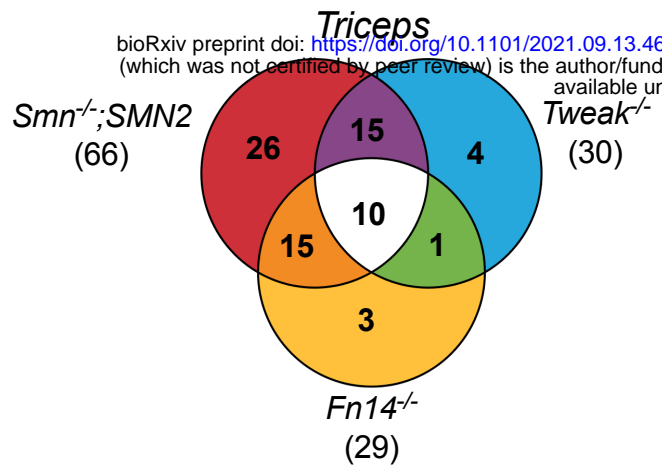 Triceps
bioRxiv preprint doi: https://doi.org/10.1101/2021.09.13.46
(which was not certified by peer review) is the author/fund
available un
Smn-/-;SMN2
(66)
Tweak-/-
(30)
26
15
4
10
15
1
3
Fn14-/-
(29)